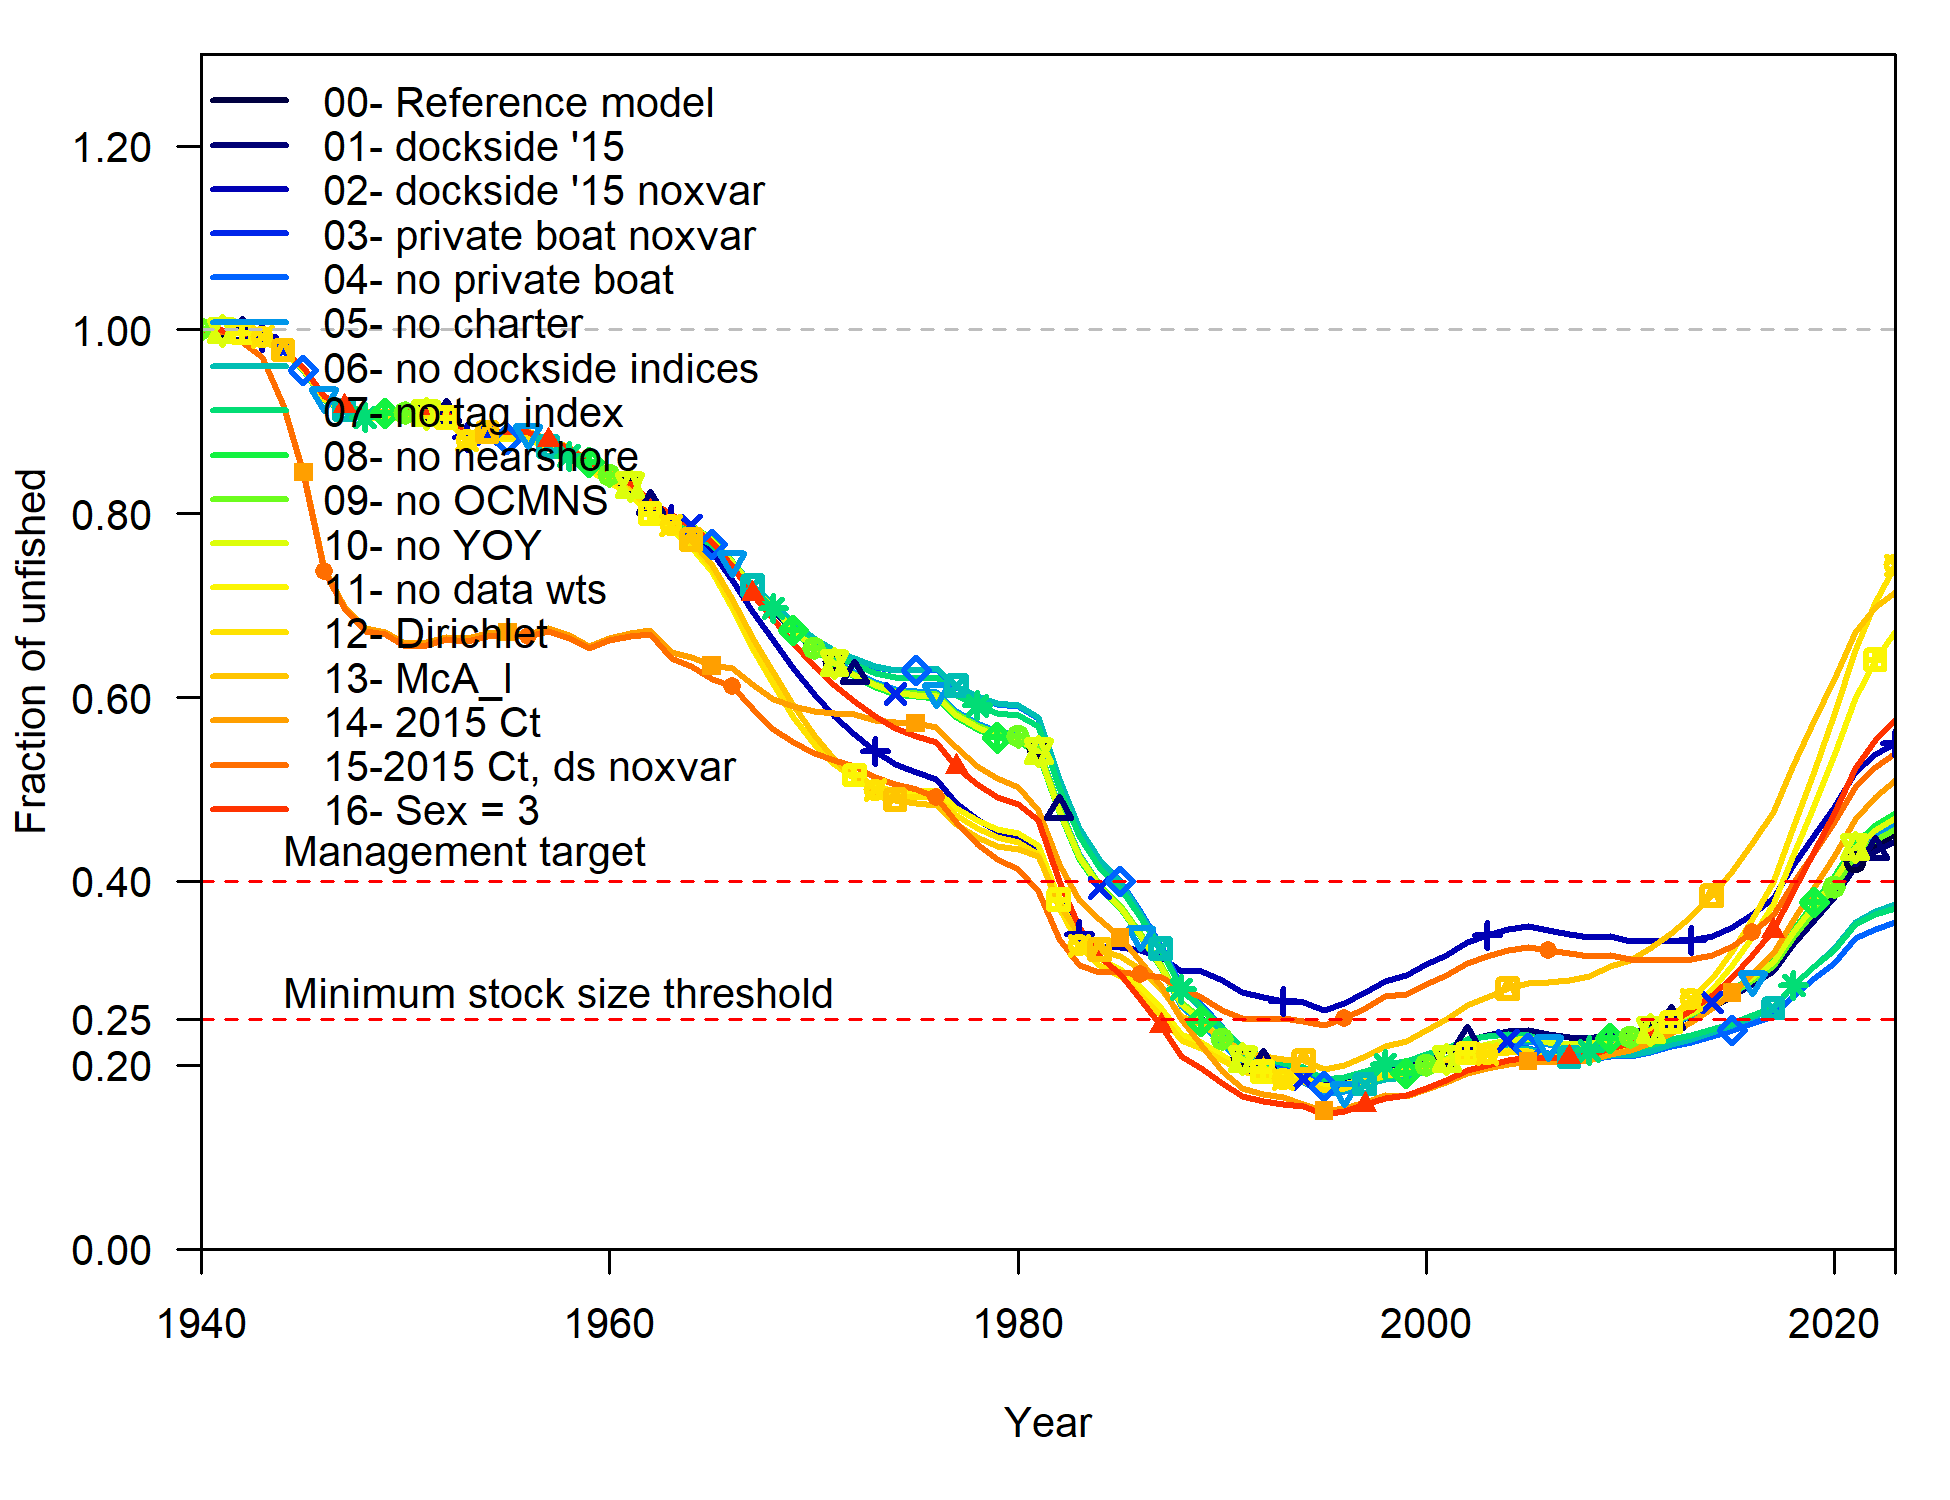 00- Reference model
01- dockside '15
02- dockside '15 noxvar
03- private boat noxvar
04- no private boat
05- no charter
06- no dockside indices
07- no tag index
08- no nearshore
09- no OCMNS
10- no YOY
11- no data wts
12- Dirichlet
13- McA_I
14- 2015 Ct
15-2015 Ct, ds noxvar
16- Sex = 3
Management target
Minimum stock size threshold
1.20
1.00
0.80
0.60
0.40
0.25
0.20
0.00
Fraction of unfished
1940
1960
1980
2000
2020
Year